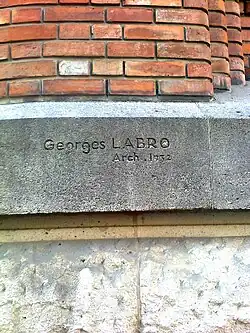 Georges LABRO
Arch. 1932